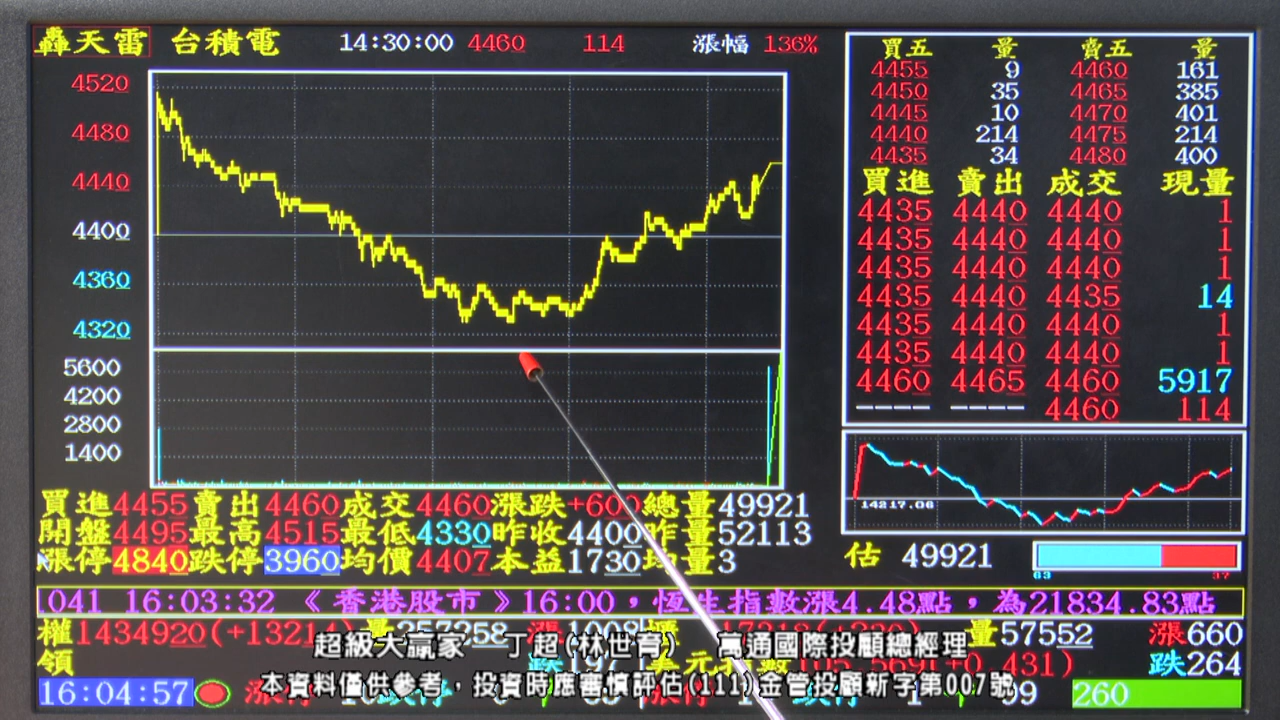 轟天雷 台積電 14:30:00 4460 114 漲幅 136%
4520
4480
4440
4400
4360
4320
5600
4200
2800
1400
買五 量 賣五 量
4455 9 4460 161
4450 35 4465 385
4445 10 4470 401
4440 214 4475 214
4435 34 4480 400
買進 賣出 成交 現量
4435 4440 4440 1
4435 4440 4440 1
4435 4440 4440 1
4435 4440 4435 14
4435 4440 4440 1
4435 4440 4440 1
4460 4465 4460 5917
---- ---- 4460 114
14217.06
買進4455賣出4460成交4460漲跌+600總量49921
開盤4495最高4515最低4330昨收4400昨量52113
漲停4840跌停3960均價4407本益1730均量3
估 49921
63 37
.041 16:03:32 《香港股市》16:00，恆生指數漲4.48點，為21834.83點
權1434920(+13214) 量257258 量57552 漲660
領 跌1971 美元指數 跌264
超級大贏家 丁超(林世育) 萬通國際投顧總經理
本資料僅供參考，投資時應審慎評估(111)金管投顧新字第007號
16:04:57 260